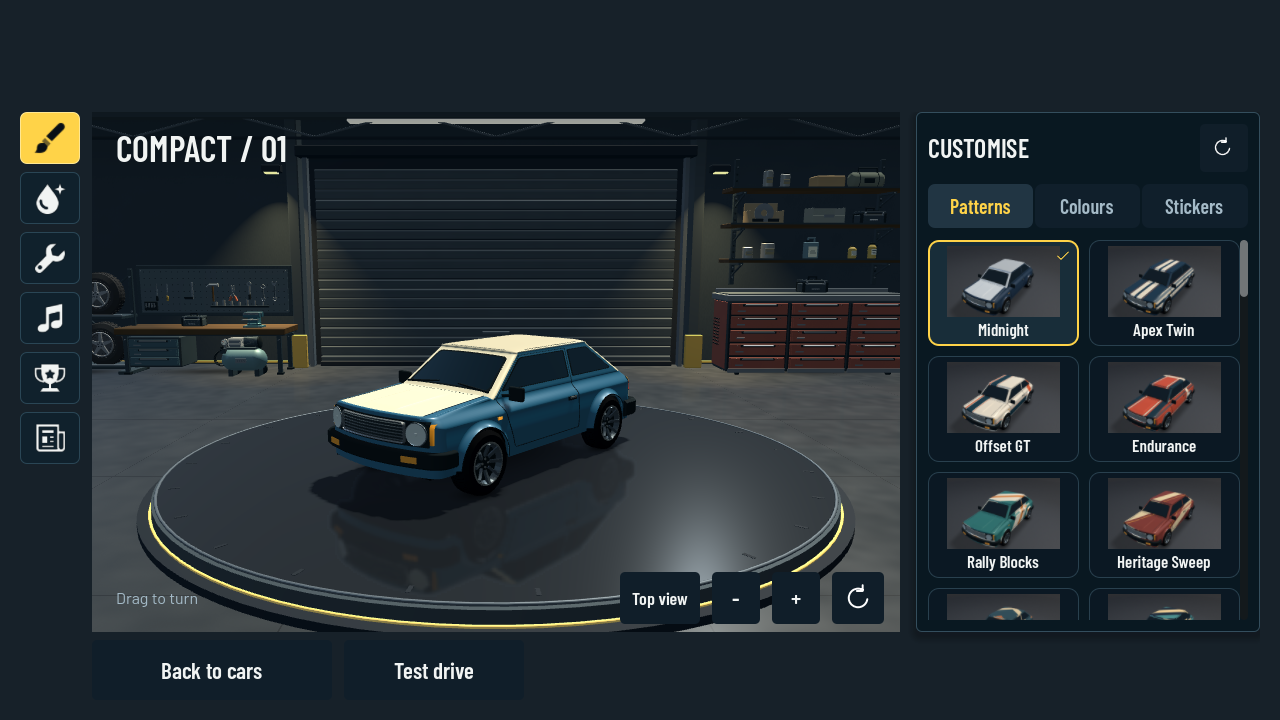 COMPACT / 01
CUSTOMISE
Patterns
Colours
Stickers
Midnight
Apex Twin
Offset GT
Endurance
Rally Blocks
Heritage Sweep
Drag to turn
Top view
-
+
Back to cars
Test drive